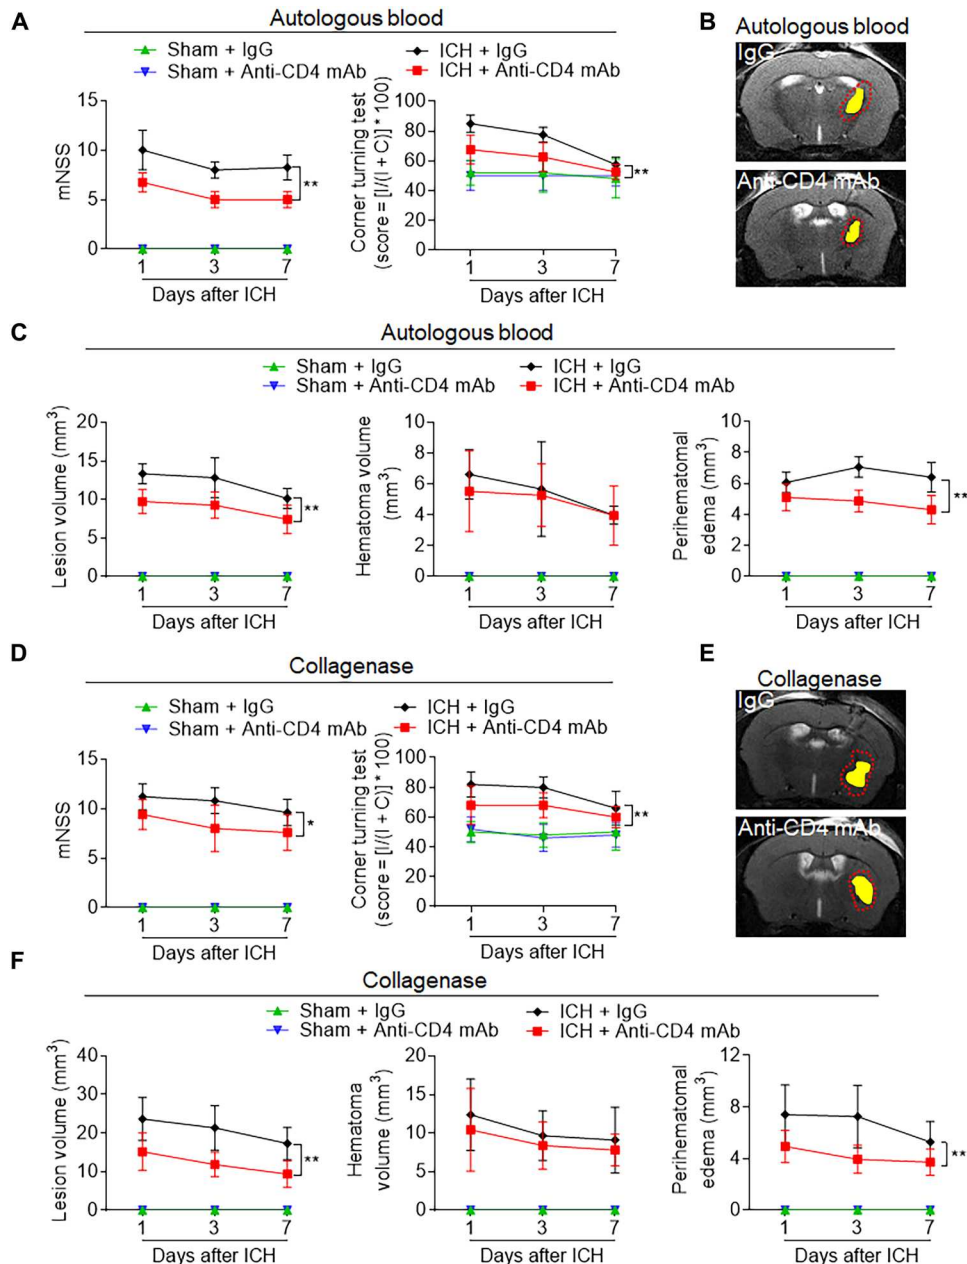 A
Autologous blood
Sham + IgG
ICH + IgG
Sham + Anti-CD4 mAb
ICH + Anti-CD4 mAb
mNSS
15
10
5
0
1 3 7
Days after ICH
**
Corner turning test
(score = [I/(I + C)] * 100)
100
80
60
40
20
0
1 3 7
Days after ICH
**
B
Autologous blood
IgG
Anti-CD4 mAb
C
Autologous blood
Sham + IgG
ICH + IgG
Sham + Anti-CD4 mAb
ICH + Anti-CD4 mAb
Lesion volume (mm³)
20
15
10
5
0
1 3 7
Days after ICH
**
Hematoma volume
(mm³)
10
8
6
4
2
0
1 3 7
Days after ICH
Perihematomal
edema (mm³)
10
8
6
4
2
0
1 3 7
Days after ICH
**
D
Collagenase
Sham + IgG
ICH + IgG
Sham + Anti-CD4 mAb
ICH + Anti-CD4 mAb
mNSS
15
10
5
0
1 3 7
Days after ICH
*
Corner turning test
(score = [I/(I + C)] * 100)
100
80
60
40
20
0
1 3 7
Days after ICH
**
E
Collagenase
IgG
Anti-CD4 mAb
F
Collagenase
Sham + IgG
ICH + IgG
Sham + Anti-CD4 mAb
ICH + Anti-CD4 mAb
Lesion volume (mm³)
40
30
20
10
0
1 3 7
Days after ICH
**
Hematoma
volume (mm³)
20
15
10
5
0
1 3 7
Days after ICH
Perihematomal
edema (mm³)
12
8
4
0
1 3 7
Days after ICH
**